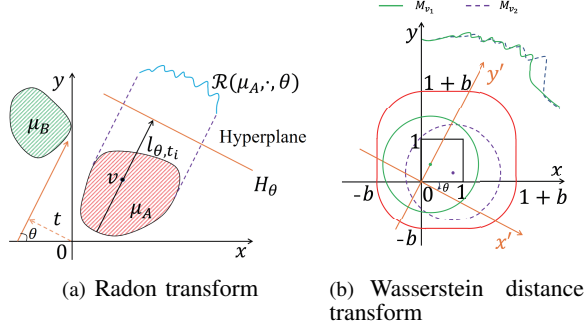 M_{v_1} M_{v_2}
y
μ_B
R(μ_A,·,θ)
Hyperplane
l_{θ,t_i}
v
H_θ
μ_A
t
θ
0
x
(a) Radon transform
y
1 + b
y'
1
x
0
θ
1
-b
1 + b
-b
x'
(b) Wasserstein distance
transform